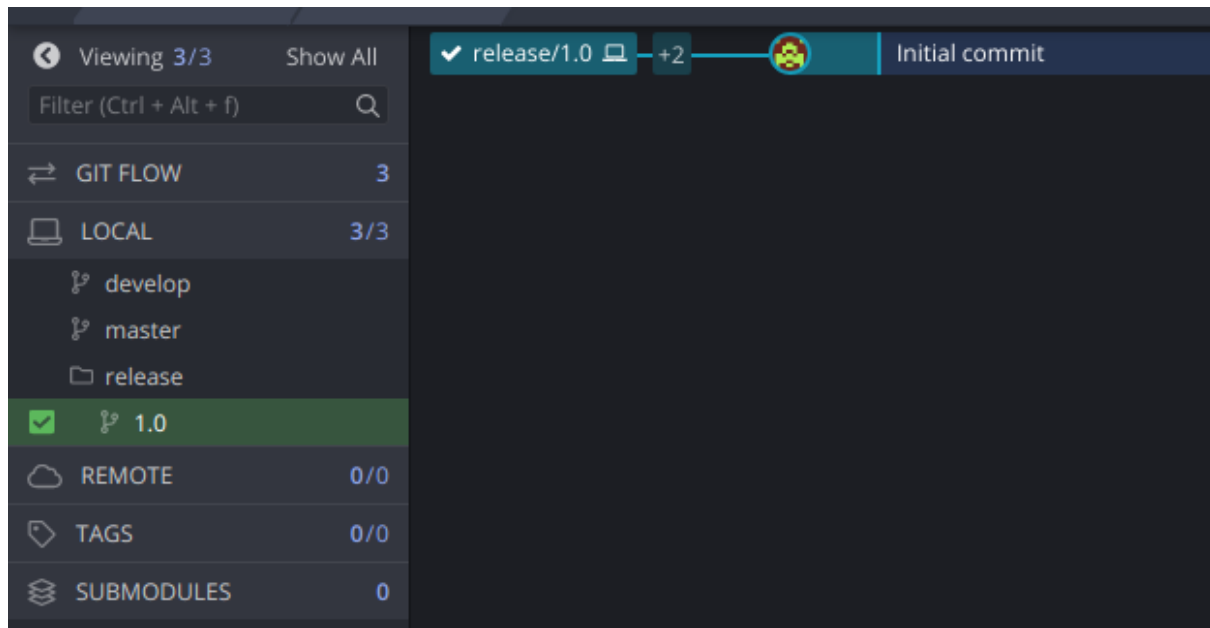 Viewing 3/3 Show All
Filter (Ctrl + Alt + f)
GIT FLOW 3
LOCAL 3/3
develop
master
release
1.0
REMOTE 0/0
TAGS 0/0
SUBMODULES 0
release/1.0 +2 Initial commit